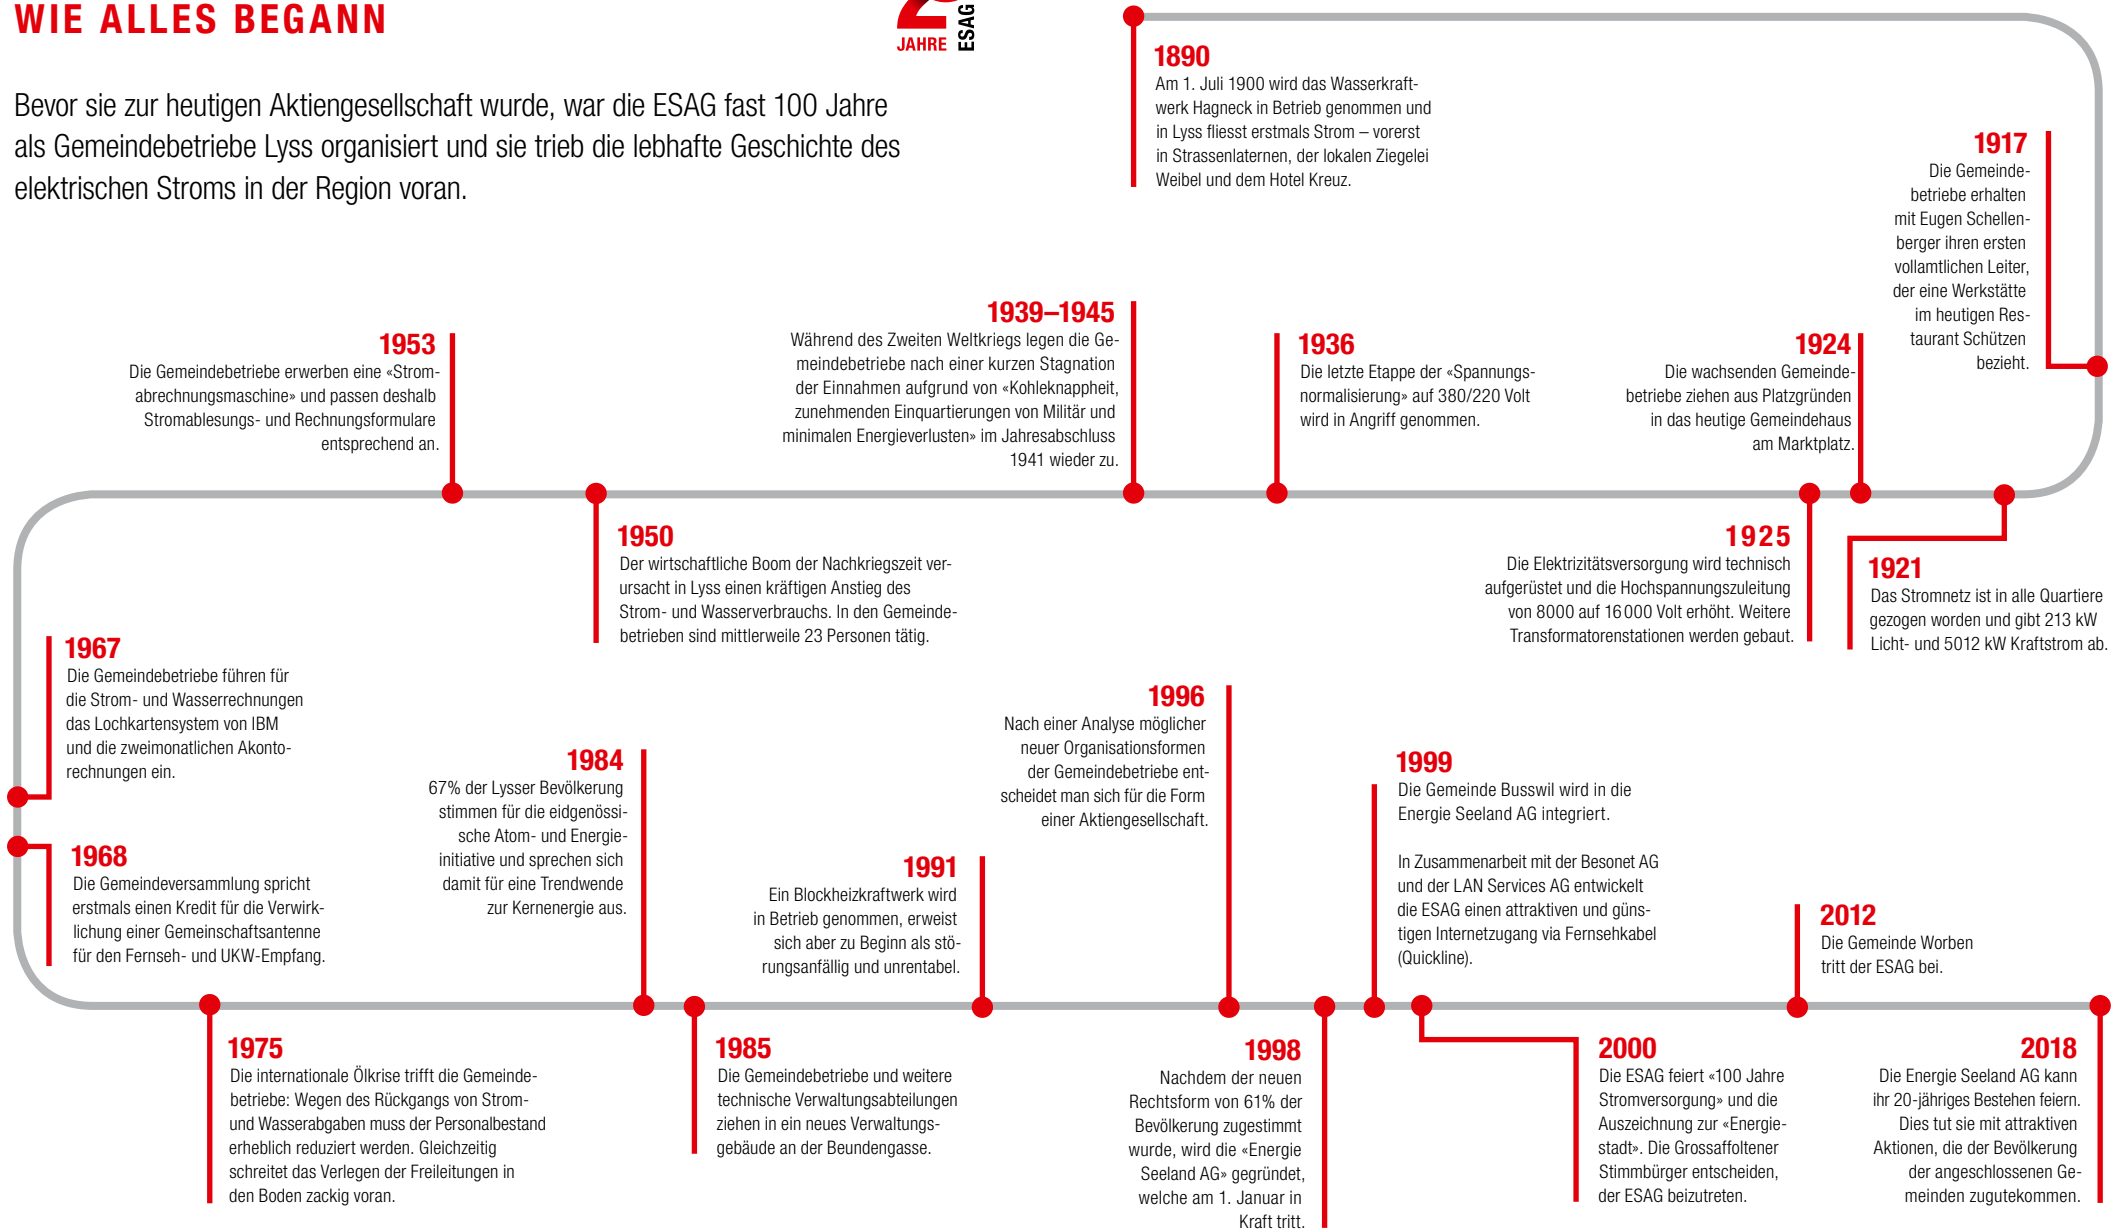 WIE ALLES BEGANN
JAHRE
ESAG
Bevor sie zur heutigen Aktiengesellschaft wurde, war die ESAG fast 100 Jahre
als Gemeindebetriebe Lyss organisiert und sie trieb die lebhafte Geschichte des
elektrischen Stroms in der Region voran.
1890
Am 1. Juli 1900 wird das Wasserkraft-
werk Hagneck in Betrieb genommen und
in Lyss fliesst erstmals Strom – vorerst
in Strassenlaternen, der lokalen Ziegelei
Weibel und dem Hotel Kreuz.
1917
Die Gemeinde-
betriebe erhalten
mit Eugen Schellen-
berger ihren ersten
vollamtlichen Leiter,
der eine Werkstätte
im heutigen Res-
taurant Schützen
bezieht.
1921
Das Stromnetz ist in alle Quartiere
gezogen worden und gibt 213 kW
Licht- und 5012 kW Kraftstrom ab.
1924
Die wachsenden Gemeinde-
betriebe ziehen aus Platzgründen
in das heutige Gemeindehaus
am Marktplatz.
1925
Die Elektrizitätsversorgung wird technisch
aufgerüstet und die Hochspannungszuleitung
von 8000 auf 16 000 Volt erhöht. Weitere
Transformatorenstationen werden gebaut.
1936
Die letzte Etappe der «Spannungs-
normalisierung» auf 380/220 Volt
wird in Angriff genommen.
1939–1945
Während des Zweiten Weltkriegs legen die Ge-
meindebetriebe nach einer kurzen Stagnation
der Einnahmen aufgrund von «Kohleknappheit,
zunehmenden Einquartierungen von Militär und
minimalen Energieverlusten» im Jahresabschluss
1941 wieder zu.
1950
Der wirtschaftliche Boom der Nachkriegszeit ver-
ursacht in Lyss einen kräftigen Anstieg des
Strom- und Wasserverbrauchs. In den Gemeinde-
betrieben sind mittlerweile 23 Personen tätig.
1953
Die Gemeindebetriebe erwerben eine «Strom-
abrechnungsmaschine» und passen deshalb
Stromablesungs- und Rechnungsformulare
entsprechend an.
1967
Die Gemeindebetriebe führen für
die Strom- und Wasserrechnungen
das Lochkartensystem von IBM
und die zweimonatlichen Akonto-
rechnungen ein.
1968
Die Gemeindeversammlung spricht
erstmals einen Kredit für die Verwirk-
lichung einer Gemeinschaftsantenne
für den Fernseh- und UKW-Empfang.
1975
Die internationale Ölkrise trifft die Gemeinde-
betriebe: Wegen des Rückgangs von Strom-
und Wasserabgaben muss der Personalbestand
erheblich reduziert werden. Gleichzeitig
schreitet das Verlegen der Freileitungen in
den Boden zackig voran.
1984
67% der Lysser Bevölkerung
stimmen für die eidgenössi-
sche Atom- und Energie-
initiative und sprechen sich
damit für eine Trendwende
zur Kernenergie aus.
1985
Die Gemeindebetriebe und weitere
technische Verwaltungsabteilungen
ziehen in ein neues Verwaltungs-
gebäude an der Beundengasse.
1991
Ein Blockheizkraftwerk wird
in Betrieb genommen, erweist
sich aber zu Beginn als stö-
rungsanfällig und unrentabel.
1996
Nach einer Analyse möglicher
neuer Organisationsformen
der Gemeindebetriebe ent-
scheidet man sich für die Form
einer Aktiengesellschaft.
1998
Nachdem der neuen
Rechtsform von 61% der
Bevölkerung zugestimmt
wurde, wird die «Energie
Seeland AG» gegründet,
welche am 1. Januar in
Kraft tritt.
1999
Die Gemeinde Busswil wird in die
Energie Seeland AG integriert.
In Zusammenarbeit mit der Besonet AG
und der LAN Services AG entwickelt
die ESAG einen attraktiven und güns-
tigen Internetzugang via Fernsehkabel
(Quickline).
2000
Die ESAG feiert «100 Jahre
Stromversorgung» und die
Auszeichnung zur «Energie-
stadt». Die Grossaffoltener
Stimmbürger entscheiden,
der ESAG beizutreten.
2012
Die Gemeinde Worben
tritt der ESAG bei.
2018
Die Energie Seeland AG kann
ihr 20-jähriges Bestehen feiern.
Dies tut sie mit attraktiven
Aktionen, die der Bevölkerung
der angeschlossenen Ge-
meinden zugutekommen.